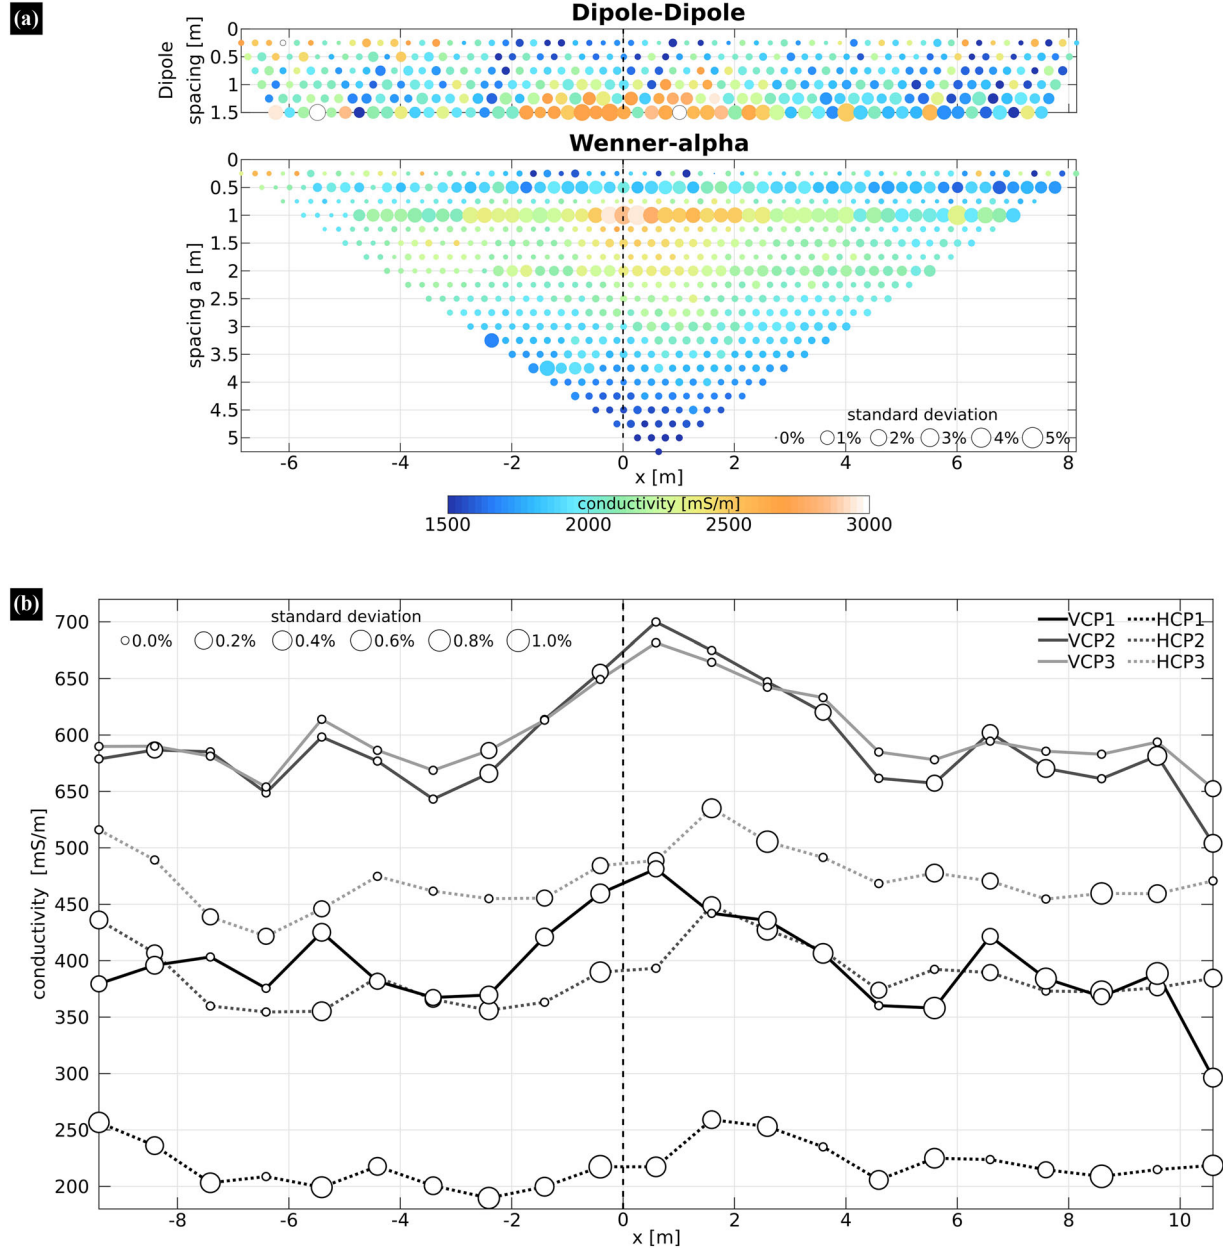 (a)
Dipole-Dipole
Dipole
spacing [m]
0
0.5
1
1.5
Wenner-alpha
spacing a [m]
0
0.5
1
1.5
2
2.5
3
3.5
4
4.5
5
standard deviation
0% 1% 2% 3% 4% 5%
-6 -4 -2 0 2 4 6 8
x [m]
conductivity [mS/m]
1500 2000 2500 3000
(b)
standard deviation
0.0% 0.2% 0.4% 0.6% 0.8% 1.0%
VCP1 HCP1
VCP2 HCP2
VCP3 HCP3
conductivity [mS/m]
700
650
600
650
500
450
400
350
300
250
200
-8 -6 -4 -2 0 2 4 6 8 10
x [m]